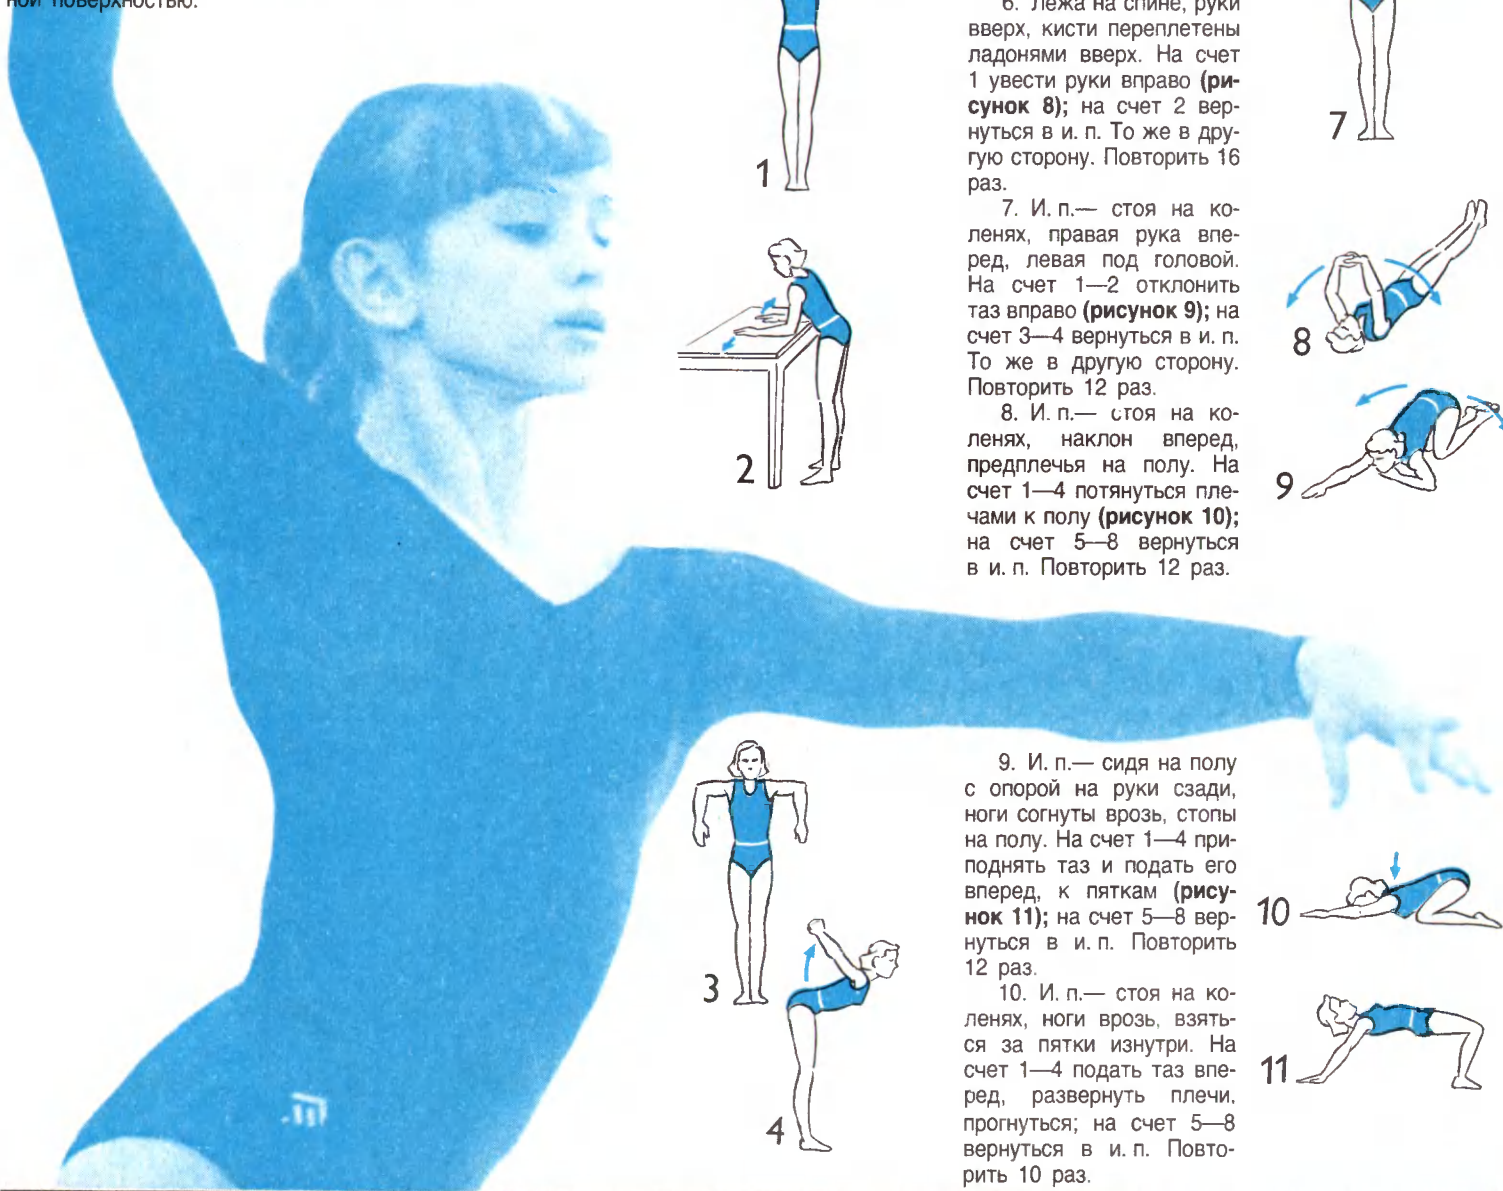 ной поверхностью.
6. Лежа на спине, руки
вверх, кисти переплетены
ладонями вверх. На счет
1 увести руки вправо (ри-
сунок 8); на счет 2 вер-
нуться в и. п. То же в дру-
гую сторону. Повторить 16
раз.
7. И. п.— стоя на ко-
ленях, правая рука впе-
ред, левая под головой.
На счет 1—2 отклонить
таз вправо (рисунок 9); на
счет 3—4 вернуться в и. п.
То же в другую сторону.
Повторить 12 раз.
8. И. п.— стоя на ко-
ленях, наклон вперед,
предплечья на полу. На
счет 1—4 потянуться пле-
чами к полу (рисунок 10);
на счет 5—8 вернуться
в и. п. Повторить 12 раз.
9. И. п.— сидя на полу
с опорой на руки сзади,
ноги согнуты врозь, стопы
на полу. На счет 1—4 при-
поднять таз и подать его
вперед, к пяткам (рису-
нок 11); на счет 5—8 вер-
нуться в и. п. Повторить
12 раз.
10. И. п.— стоя на ко-
ленях, ноги врозь, взять-
ся за пятки изнутри. На
счет 1—4 подать таз впе-
ред, развернуть плечи,
прогнуться; на счет 5—8
вернуться в и. п. Повто-
рить 10 раз.
1
2
3
4
7
8
9
10
11